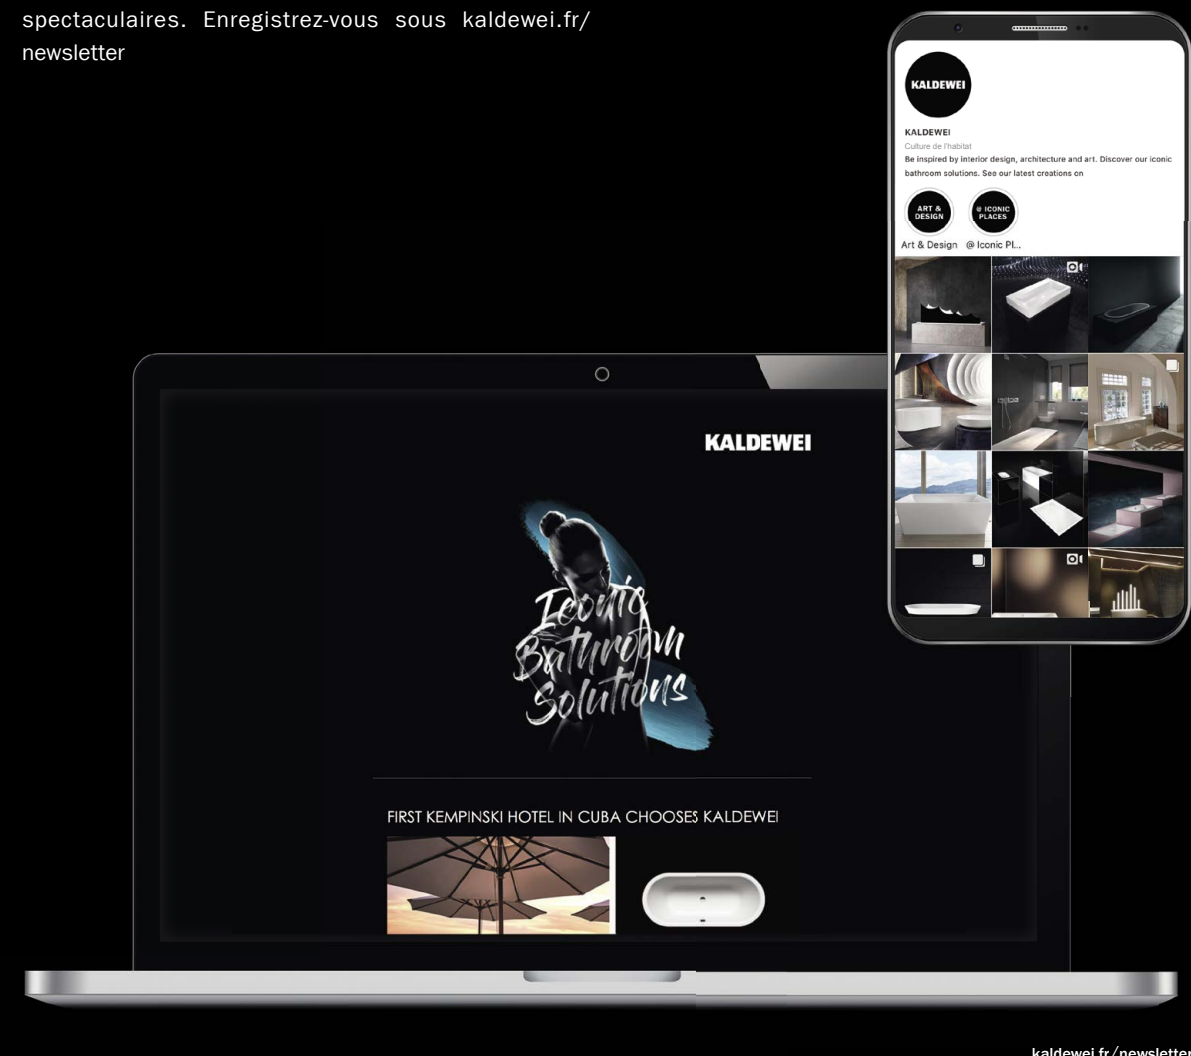 spectaculaires. Enregistrez-vous sous kaldewei.fr/
newsletter
KALDEWEI
KALDEWEI
Culture de l'habitat
Be inspired by interior design, architecture and art. Discover our iconic
bathroom solutions. See our latest creations on
ART &
DESIGN
@ ICONIC
PLACES
Art & Design @ Iconic Pl...
KALDEWEI
Iconic
Bathroom
Solutions
FIRST KEMPINSKI HOTEL IN CUBA CHOOSES KALDEWEI
kaldewei.fr/newsletter